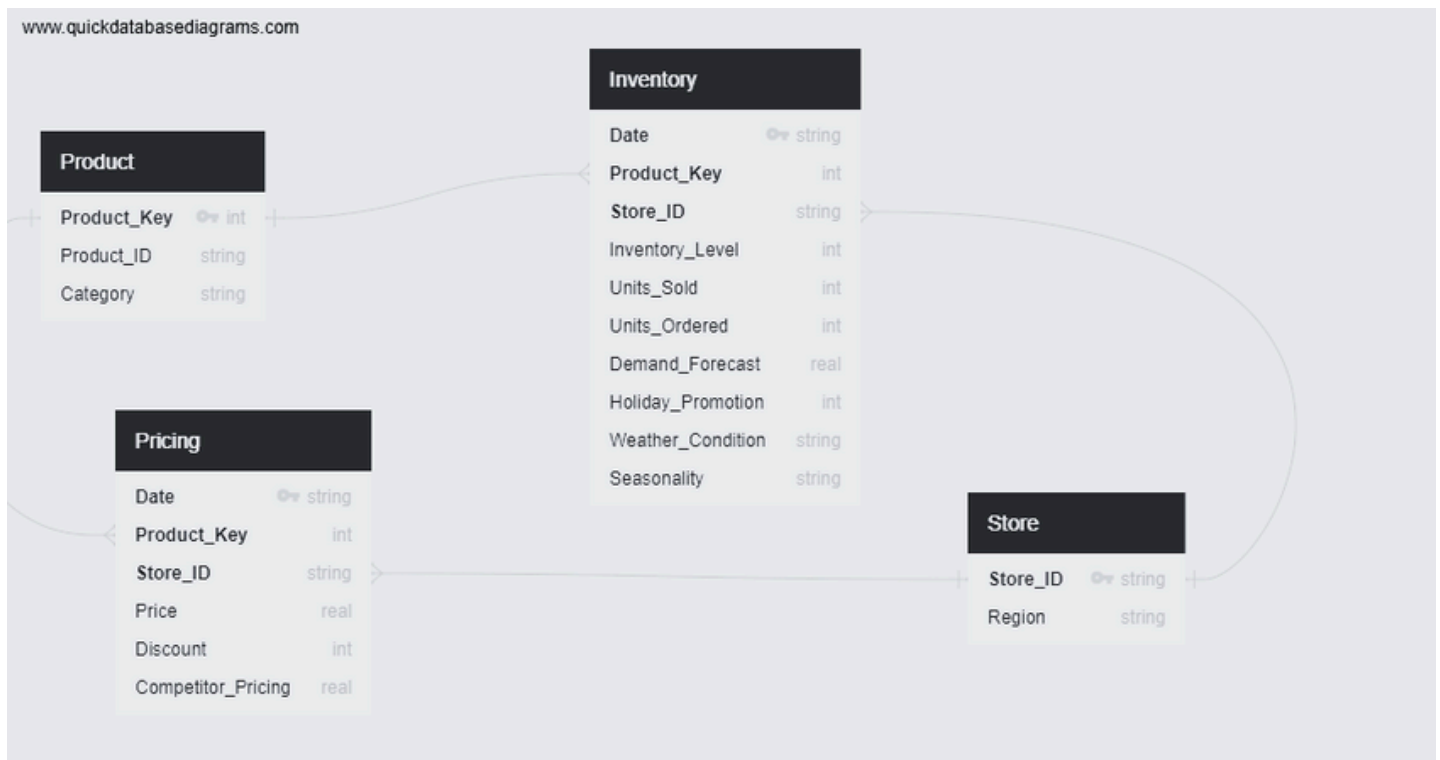 www.quickdatabasediagrams.com
Product
Product_Key int
Product_ID string
Category string
Inventory
Date string
Product_Key int
Store_ID string
Inventory_Level int
Units_Sold int
Units_Ordered int
Demand_Forecast real
Holiday_Promotion int
Weather_Condition string
Seasonality string
Pricing
Date string
Product_Key int
Store_ID string
Price real
Discount int
Competitor_Pricing real
Store
Store_ID string
Region string